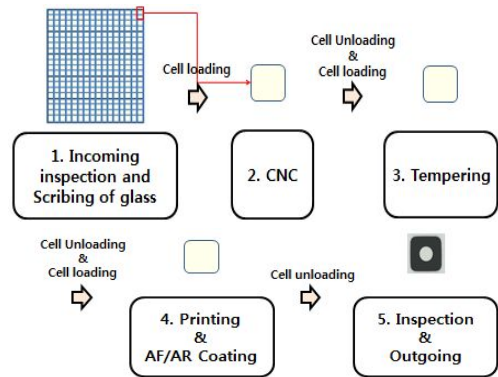 Cell loading
Cell Unloading
&
Cell loading
1. Incoming
inspection and
Scribing of glass
2. CNC
3. Tempering
Cell Unloading
&
Cell loading
Cell unloading
4. Printing
&
AF/AR Coating
5. Inspection
&
Outgoing